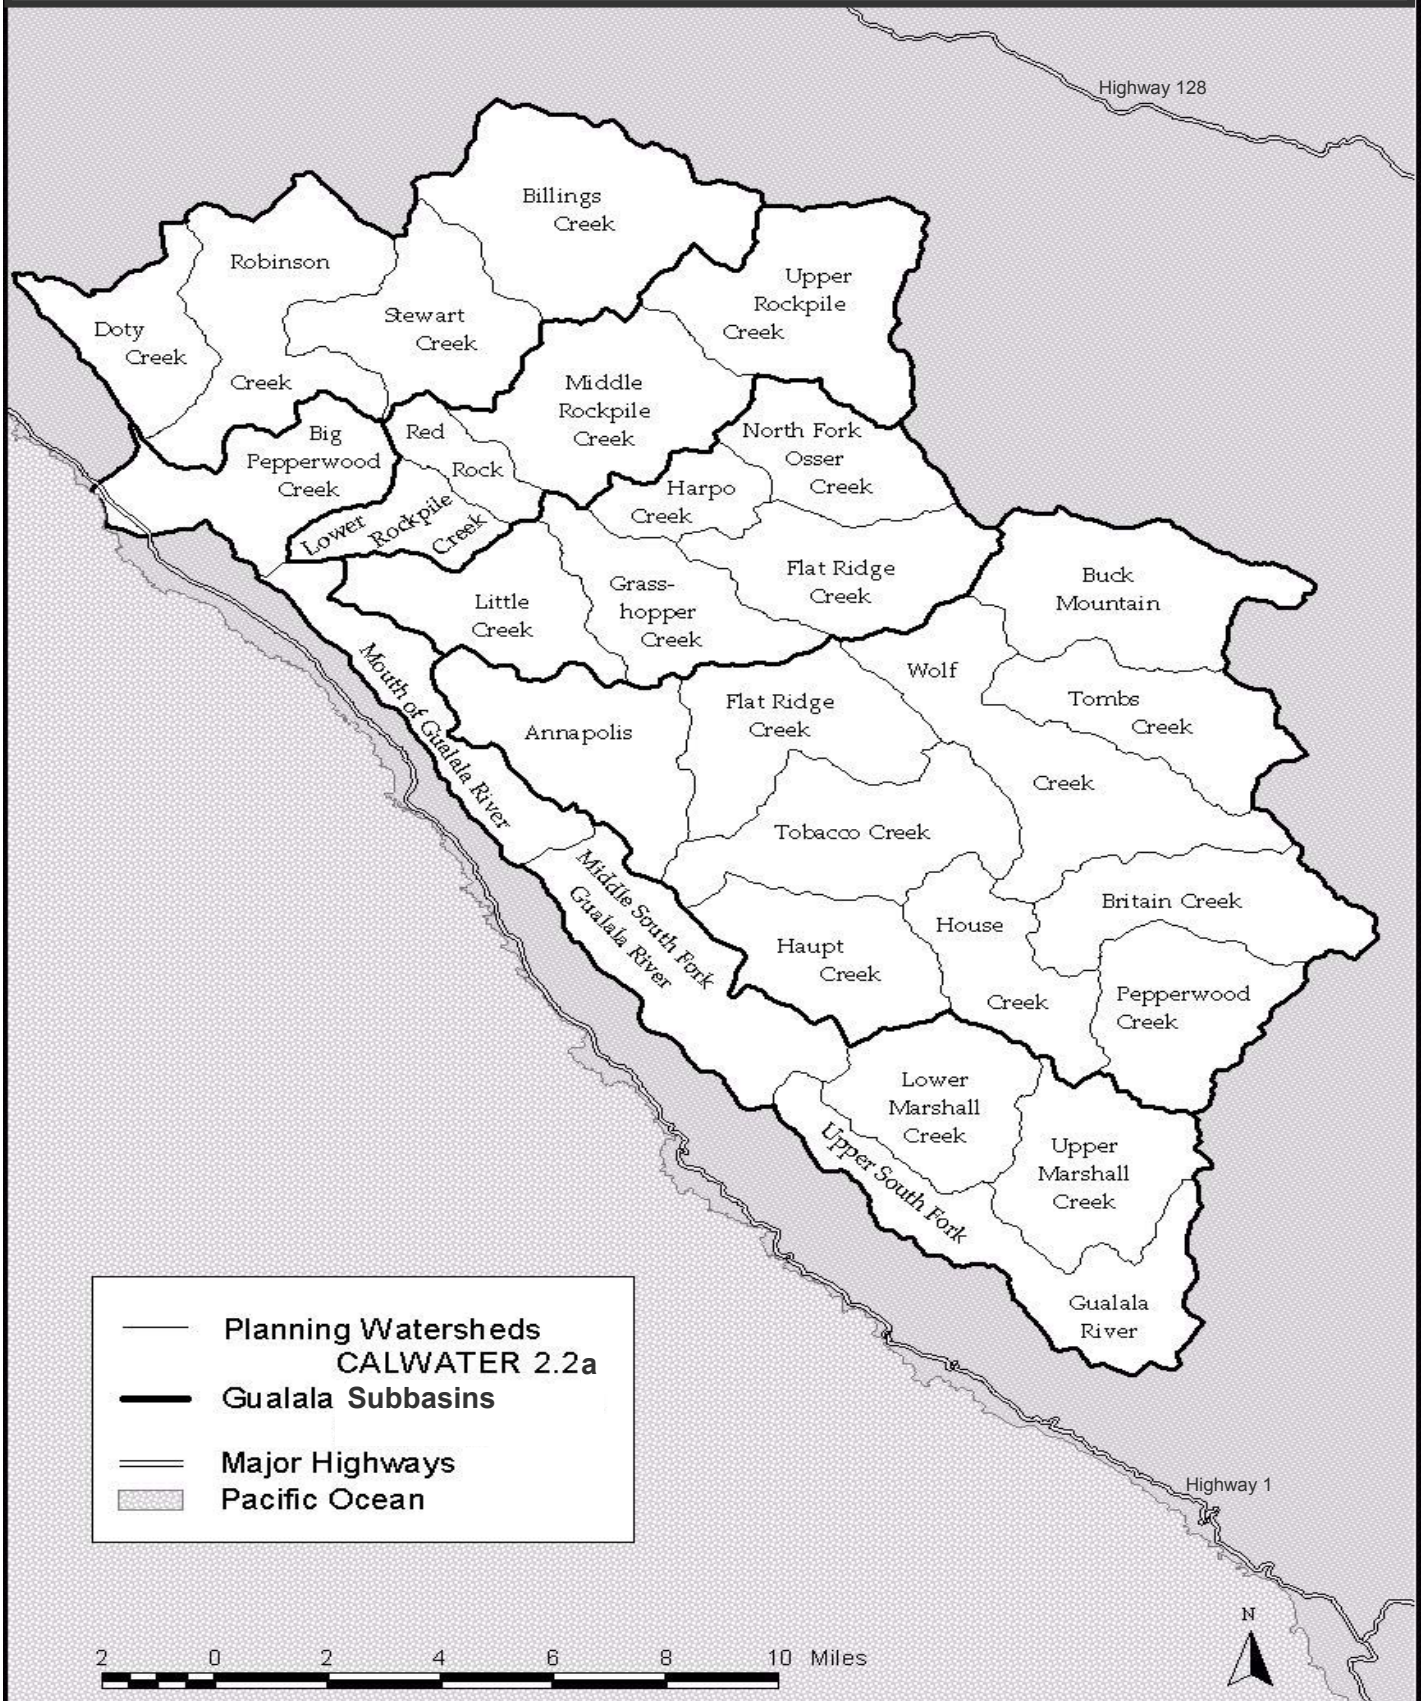 Highway 128
Billings
Creek
Robinson
Creek
Upper
Rockpile
Creek
Doty
Creek
Stewart
Creek
Middle
Rockpile
Creek
Big
Pepperwood
Creek
Red
Rock
North Fork
Osser
Creek
Harpo
Creek
Lower
Rockpile
Creek
Flat Ridge
Creek
Buck
Mountain
Little
Creek
Grass-
hopper
Creek
Mouth of Gualala River
Wolf
Creek
Annapolis
Flat Ridge
Creek
Tombs
Creek
Tobacco Creek
Middle South Fork
Gualala River
Britain Creek
House
Creek
Haupt
Creek
Pepperwood
Creek
Lower
Marshall
Creek
Upper
Marshall
Creek
Upper South Fork
Gualala
River
Planning Watersheds
CALWATER 2.2a
Gualala Subbasins
Major Highways
Pacific Ocean
Highway 1
N
2 0 2 4 6 8 10 Miles